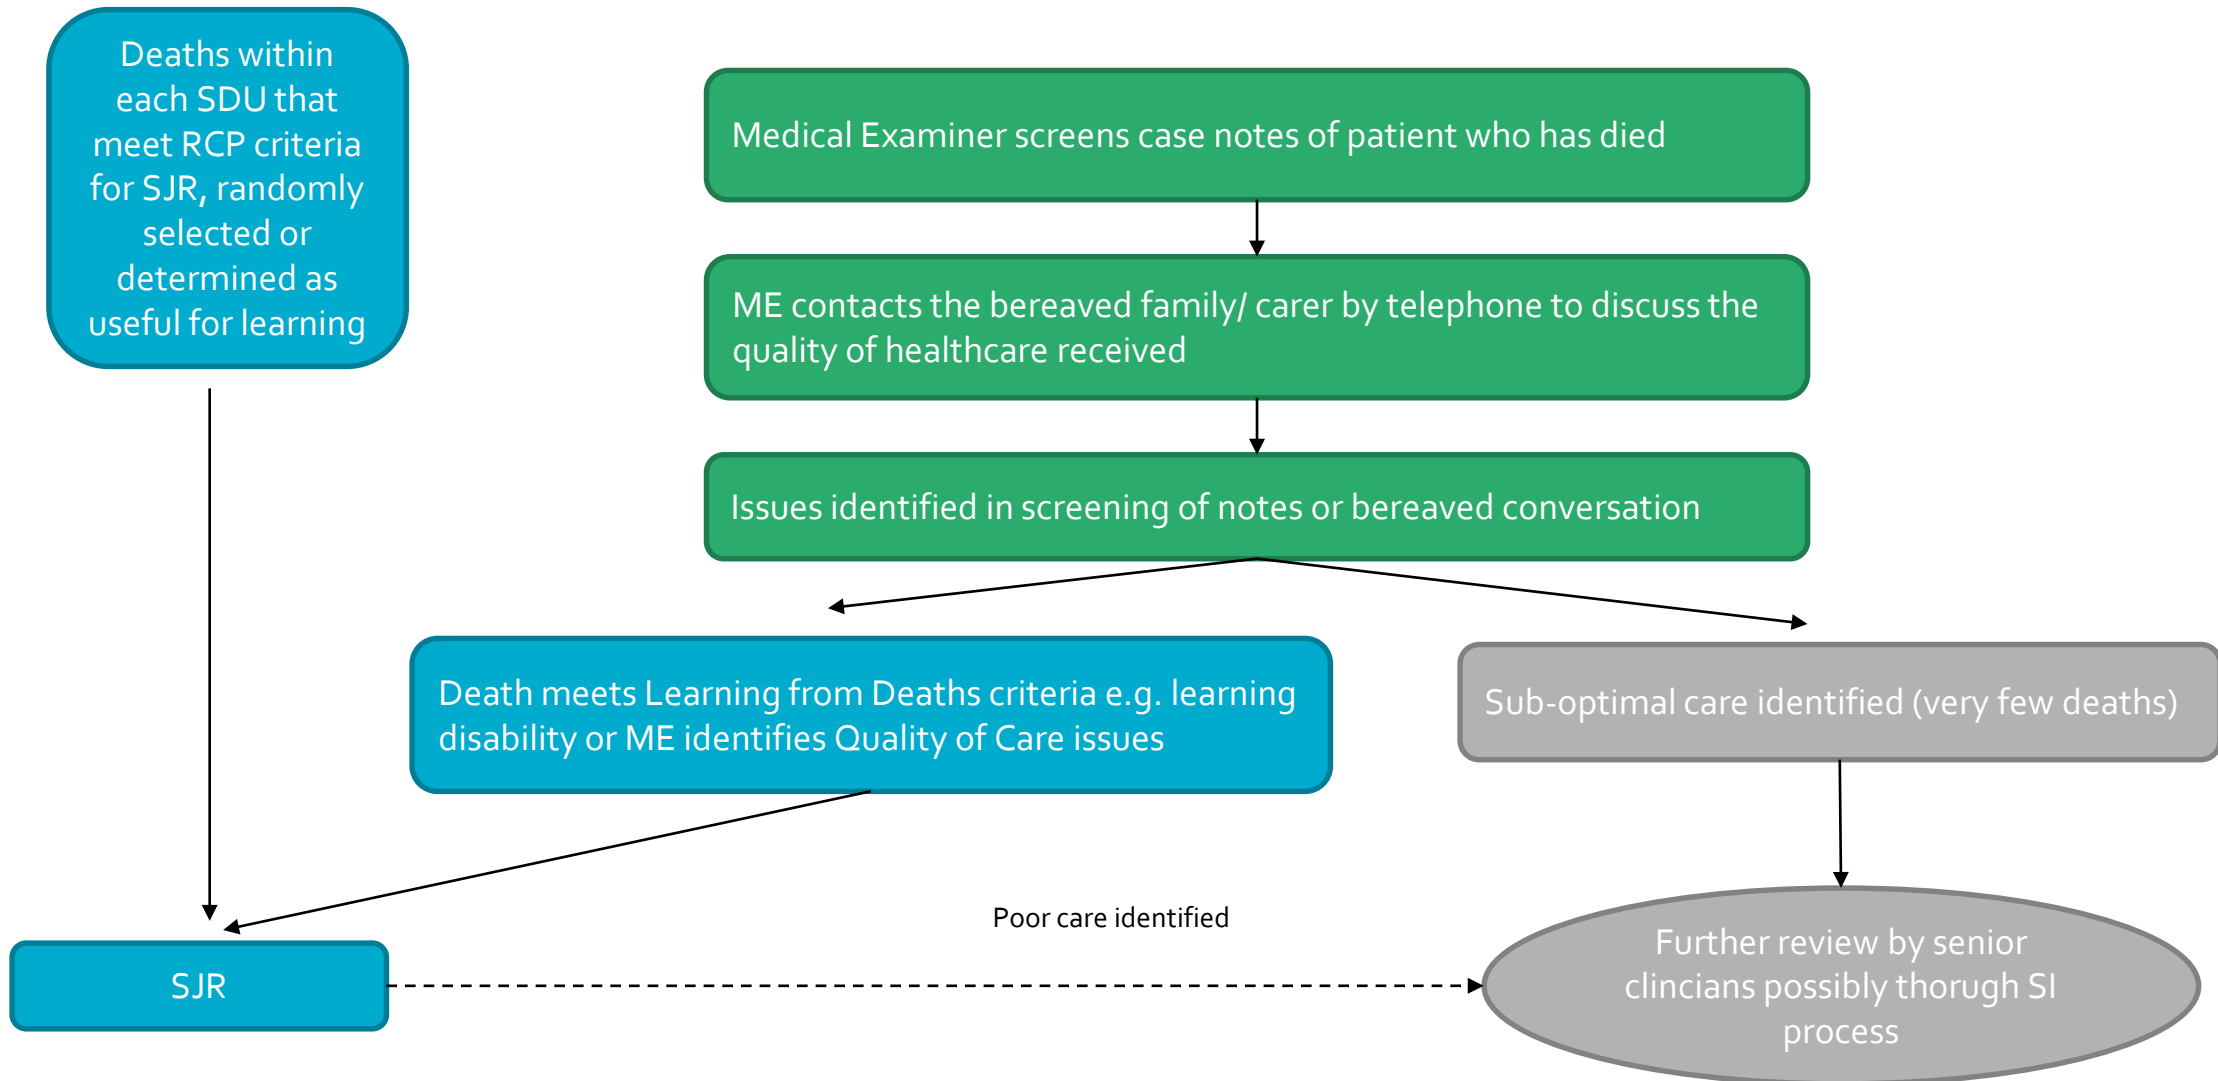 Deaths within
each SDU that
meet RCP criteria
for SJR, randomly
selected or
determined as
useful for learning
Medical Examiner screens case notes of patient who has died
ME contacts the bereaved family/ carer by telephone to discuss the
quality of healthcare received
Issues identified in screening of notes or bereaved conversation
Death meets Learning from Deaths criteria e.g. learning
disability or ME identifies Quality of Care issues
Sub-optimal care identified (very few deaths)
Poor care identified
SJR
Further review by senior
clincians possibly thorugh SI
process